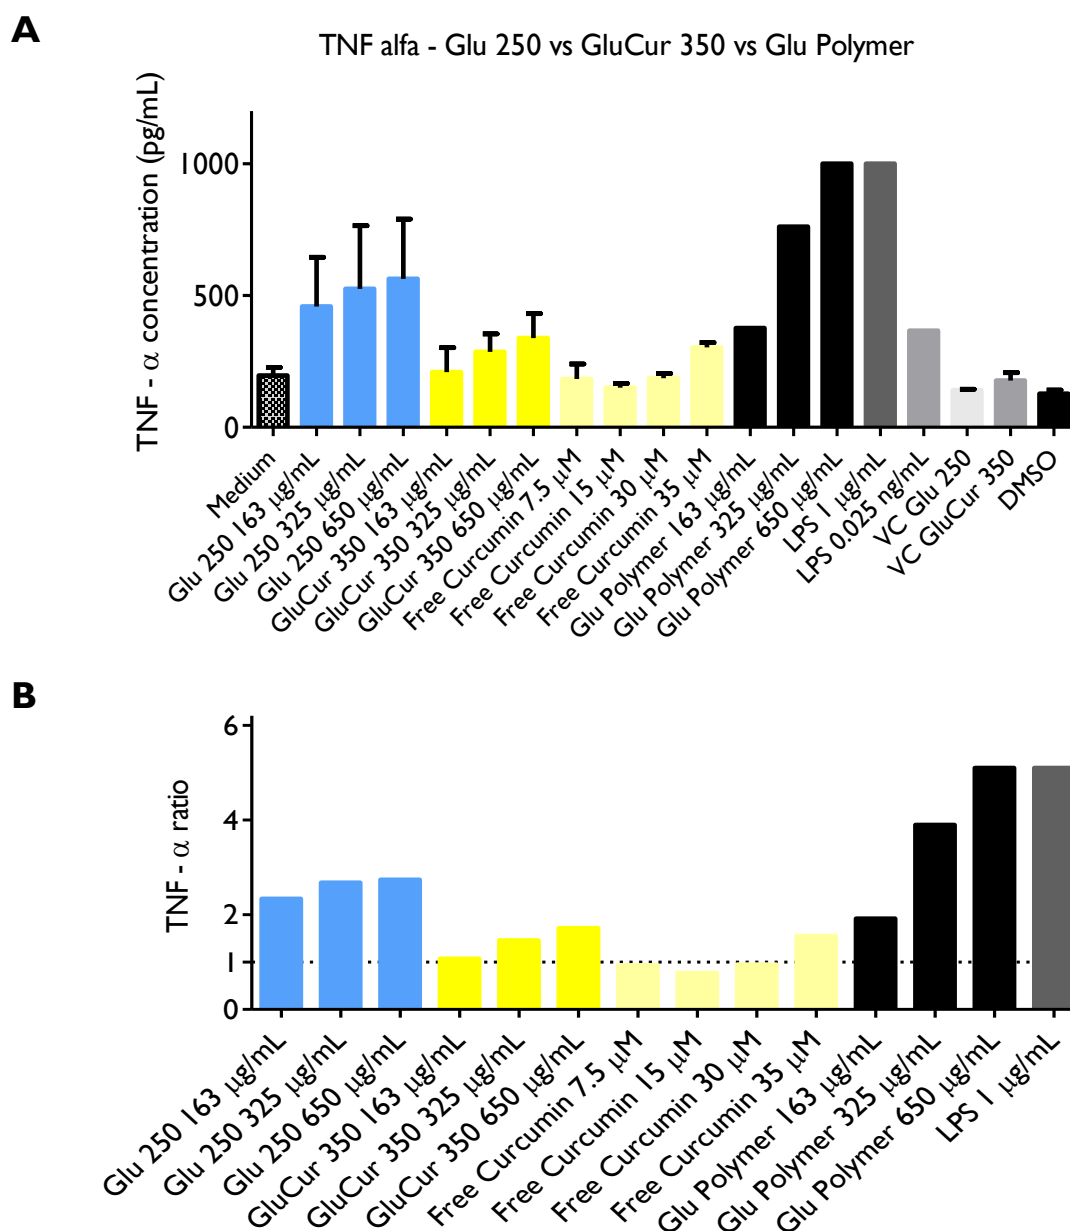 A
TNF alfa - Glu 250 vs GluCur 350 vs Glu Polymer
TNF - α concentration (pg/mL)
1000
500
0
Medium
Glu 250 163 µg/mL
Glu 250 325 µg/mL
Glu 250 650 µg/mL
GluCur 350 163 µg/mL
GluCur 350 325 µg/mL
GluCur 350 650 µg/mL
Free Curcumin 7.5 µM
Free Curcumin 15 µM
Free Curcumin 30 µM
Free Curcumin 35 µM
Glu Polymer 163 µg/mL
Glu Polymer 325 µg/mL
Glu Polymer 650 µg/mL
LPS 1 µg/mL
LPS 0.025 ng/mL
VC Glu 250
VC GluCur 350
DMSO
B
TNF - α ratio
6
4
2
1
0
Glu 250 163 µg/mL
Glu 250 325 µg/mL
Glu 250 650 µg/mL
GluCur 350 163 µg/mL
GluCur 350 325 µg/mL
GluCur 350 650 µg/mL
Free Curcumin 7.5 µM
Free Curcumin 15 µM
Free Curcumin 30 µM
Free Curcumin 35 µM
Glu Polymer 163 µg/mL
Glu Polymer 325 µg/mL
Glu Polymer 650 µg/mL
LPS 1 µg/mL